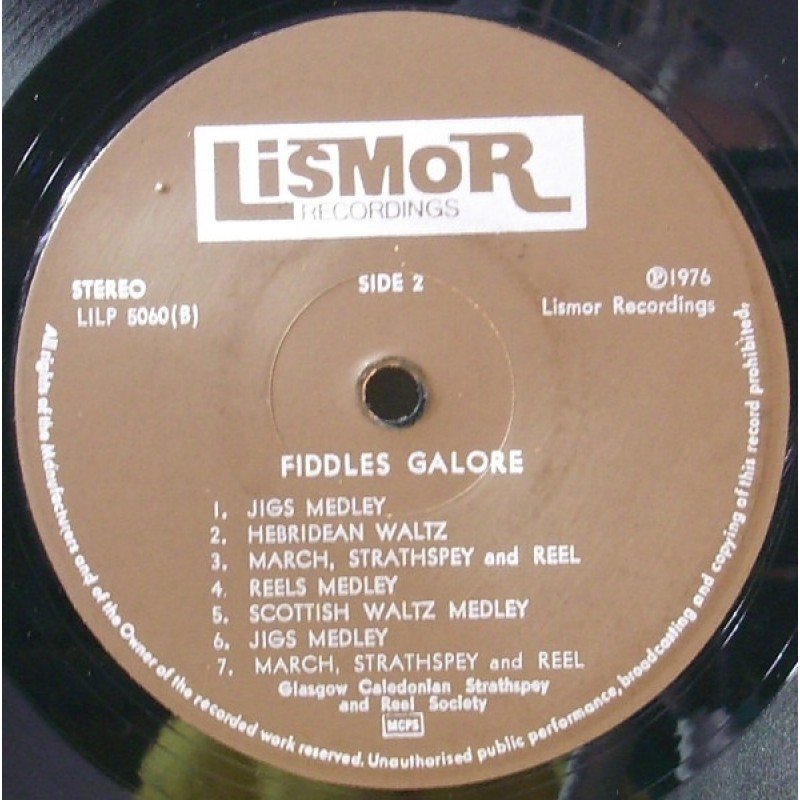 LISMOR
RECORDINGS
STEREO
LILP 5060(B)
SIDE 2
Ⓟ1976
Lismor Recordings
FIDDLES GALORE
1. JIGS MEDLEY
2. HEBRIDEAN WALTZ
3. MARCH, STRATHSPEY and REEL
4. REELS MEDLEY
5. SCOTTISH WALTZ MEDLEY
6. JIGS MEDLEY
7. MARCH, STRATHSPEY and REEL
Glasgow Caledonian Strathspey
and Reel Society
MCPS
All rights of the Manufacturers and of the Owner of the recorded work reserved. Unauthorised public performance, broadcasting and copying of this record prohibited.